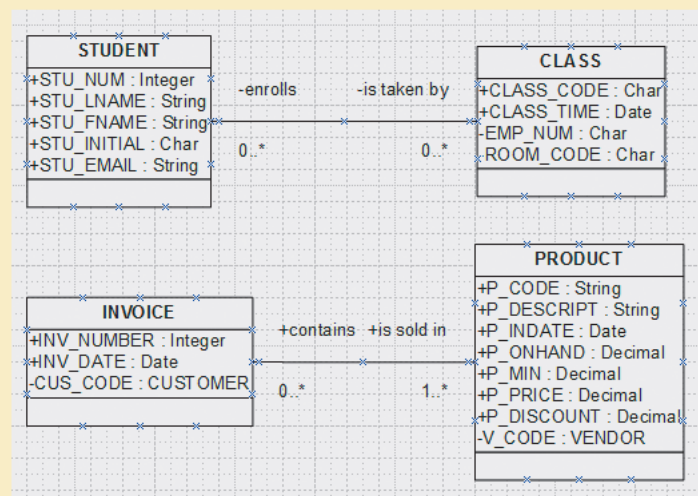 STUDENT
+STU_NUM : Integer
+STU_LNAME : String
+STU_FNAME : String
+STU_INITIAL : Char
+STU_EMAIL : String
-enrolls
-is taken by
0..*
0..*
CLASS
+CLASS_CODE : Char
+CLASS_TIME : Date
-EMP_NUM : Char
-ROOM_CODE : Char
INVOICE
+INV_NUMBER : Integer
+INV_DATE : Date
-CUS_CODE : CUSTOMER
+contains
+is sold in
0..*
1..*
PRODUCT
+P_CODE : String
+P_DESCRIPT : String
+P_INDATE : Date
+P_ONHAND : Decimal
+P_MIN : Decimal
+P_PRICE : Decimal
+P_DISCOUNT : Decimal
-V_CODE : VENDOR